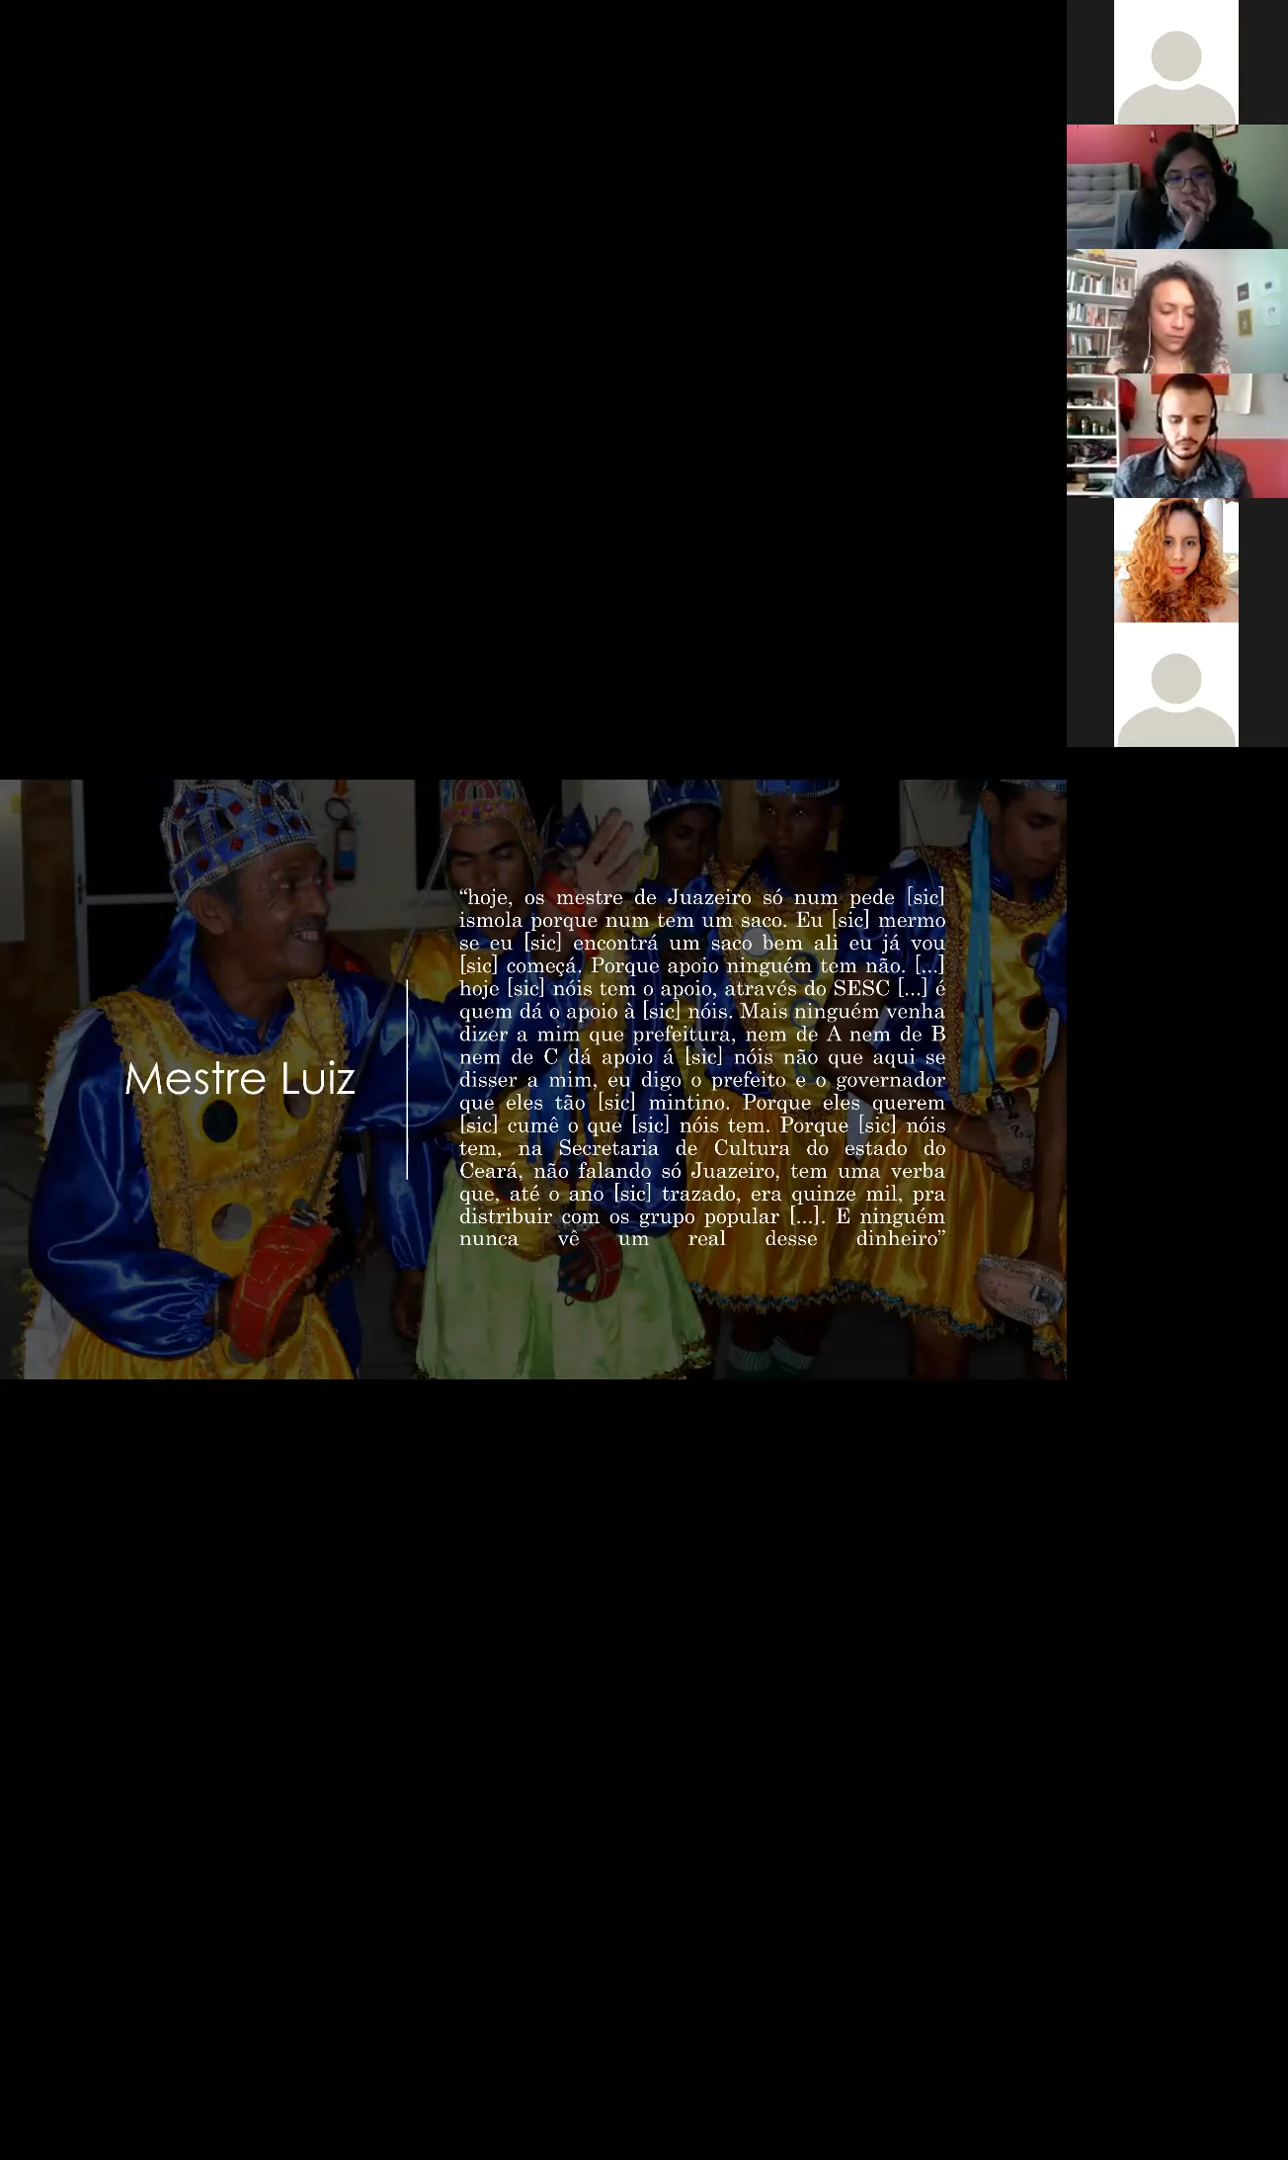 Mestre Luiz
“hoje, os mestre de Juazeiro só num pede [sic]
ismola porque num tem um saco. Eu [sic] mermo
se eu [sic] encontrá um saco bem ali eu já vou
[sic] começá. Porque apoio ninguém tem não. [...]
hoje [sic] nóis tem o apoio, através do SESC [...] é
quem dá o apoio à [sic] nóis. Mais ninguém venha
dizer a mim que prefeitura, nem de A nem de B
nem de C dá apoio á [sic] nóis não que aqui se
disser a mim, eu digo o prefeito e o governador
que eles tão [sic] mintino. Porque eles querem
[sic] cumê o que [sic] nóis tem. Porque [sic] nóis
tem, na Secretaria de Cultura do estado do
Ceará, não falando só Juazeiro, tem uma verba
que, até o ano [sic] trazado, era quinze mil, pra
distribuir com os grupo popular [...]. E ninguém
nunca vê um real desse dinheiro”